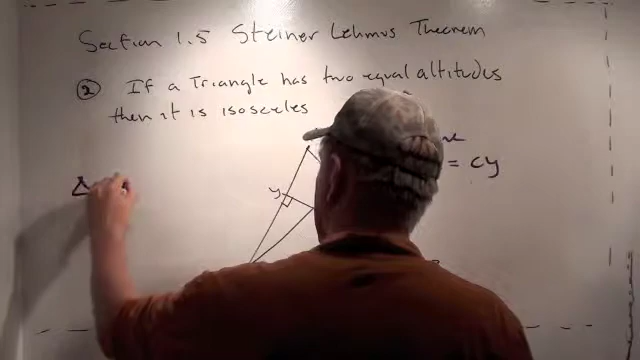 Section 1.5 Steiner Lehmus Theorem
② If a Triangle has two equal altitudes
then it is isosceles
= cy
y
Δ